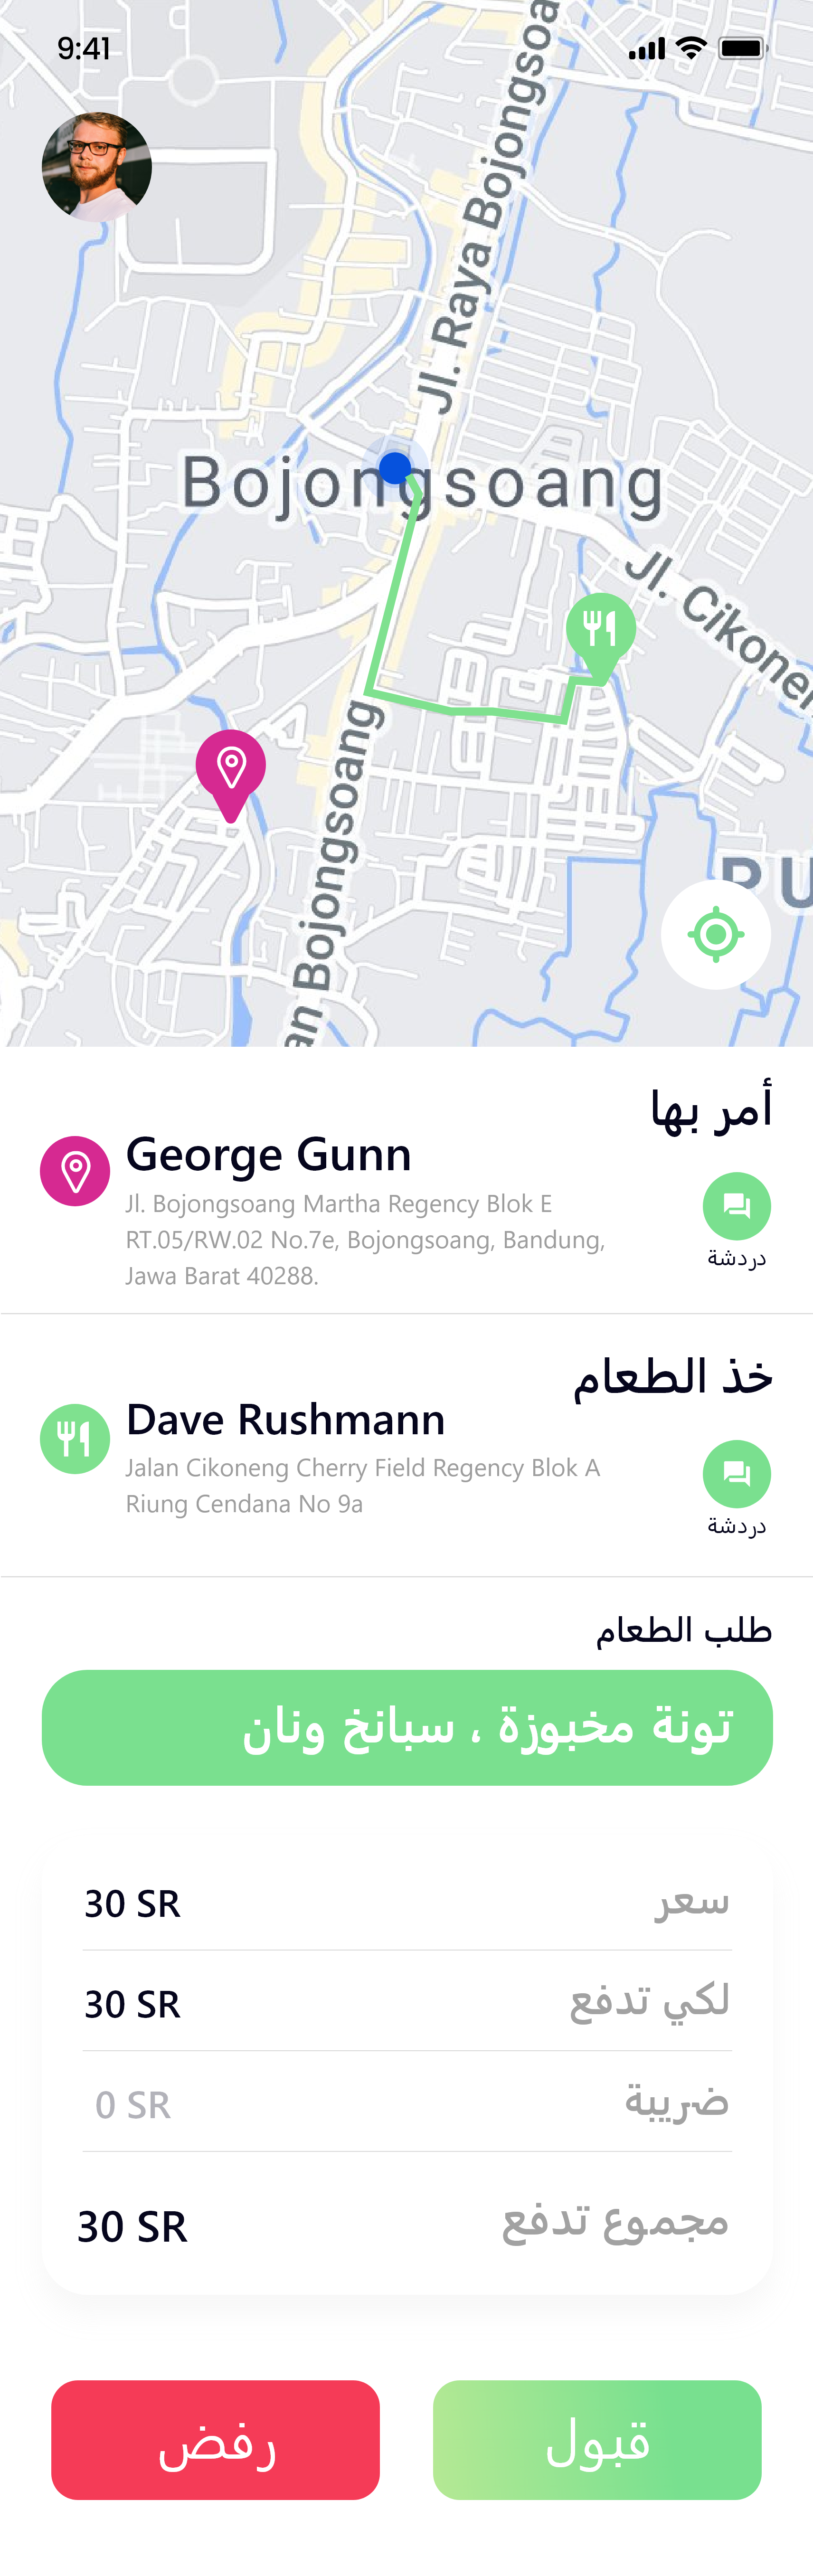 9:41
Jl. Raya Bojongsoa
Bojongsoang
Jl. Cikone
an Bojongsoang
أمر بها
George Gunn
Jl. Bojongsoang Martha Regency Blok E
RT.05/RW.02 No.7e, Bojongsoang, Bandung,
Jawa Barat 40288.
دردشة
خذ الطعام
Dave Rushmann
Jalan Cikoneng Cherry Field Regency Blok A
Riung Cendana No 9a
دردشة
طلب الطعام
تونة مخبوزة ، سبانخ ونان
سعر 30 SR
لكي تدفع 30 SR
ضريبة 0 SR
مجموع تدفع 30 SR
قبول
رفض